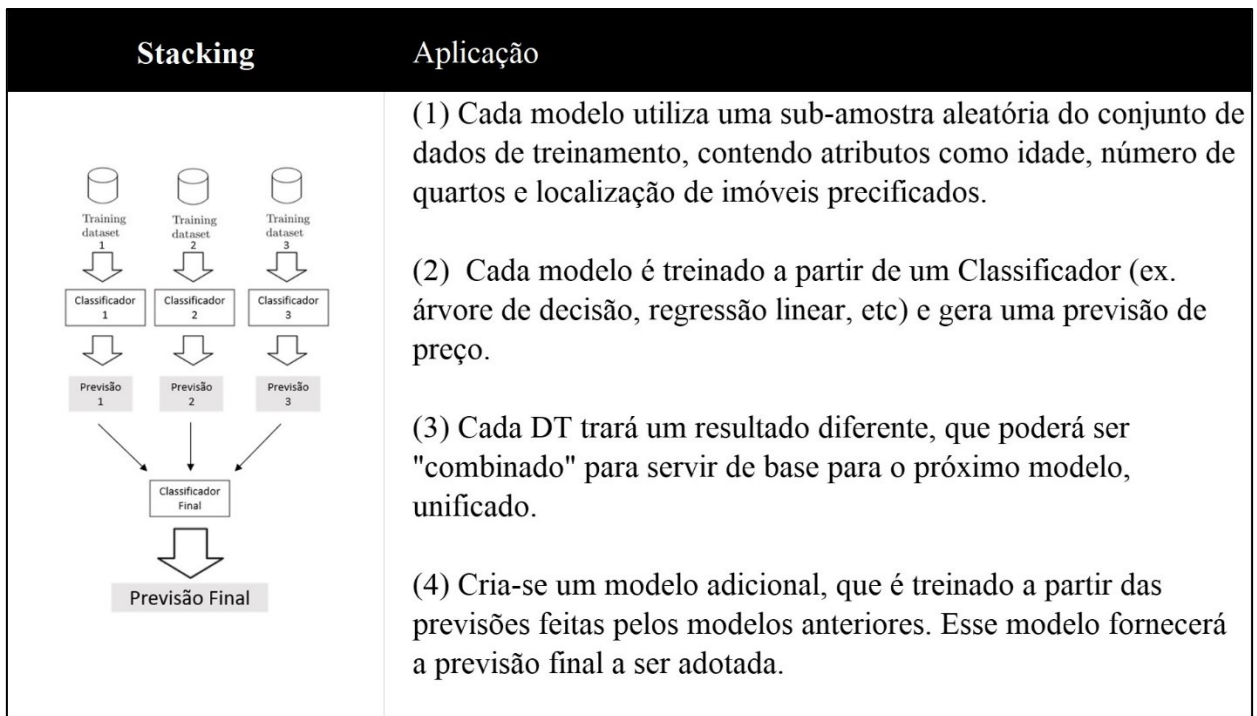 Stacking
Aplicação
Training
dataset
1
Training
dataset
2
Training
dataset
3
Classificador
1
Classificador
2
Classificador
3
Previsão
1
Previsão
2
Previsão
3
Classificador
Final
Previsão Final
(1) Cada modelo utiliza uma sub-amostra aleatória do conjunto de
dados de treinamento, contendo atributos como idade, número de
quartos e localização de imóveis precificados.
(2)  Cada modelo é treinado a partir de um Classificador (ex.
árvore de decisão, regressão linear, etc) e gera uma previsão de
preço.
(3) Cada DT trará um resultado diferente, que poderá ser
"combinado" para servir de base para o próximo modelo,
unificado.
(4) Cria-se um modelo adicional, que é treinado a partir das
previsões feitas pelos modelos anteriores. Esse modelo fornecerá
a previsão final a ser adotada.